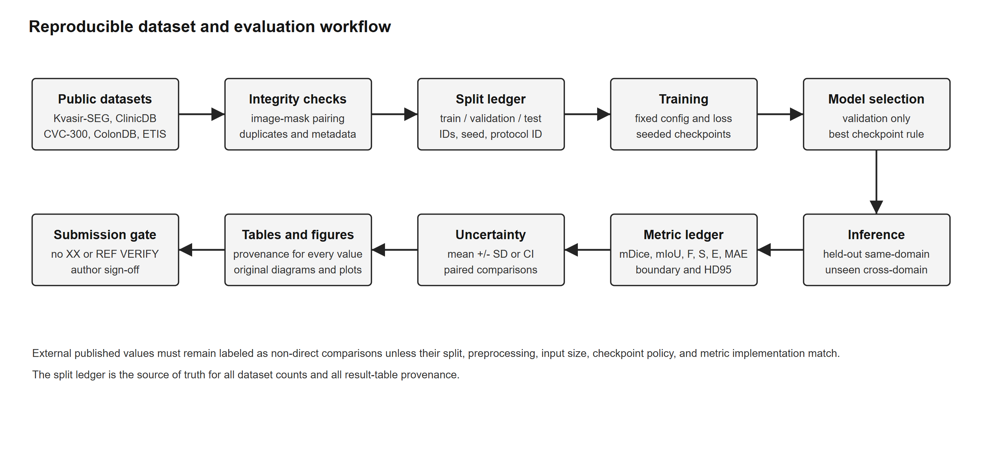 Reproducible dataset and evaluation workflow
Public datasets
Kvasir-SEG, ClinicDB
CVC-300, ColonDB, ETIS
Integrity checks
image-mask pairing
duplicates and metadata
Split ledger
train / validation / test
IDs, seed, protocol ID
Training
fixed config and loss
seeded checkpoints
Model selection
validation only
best checkpoint rule
Inference
held-out same-domain
unseen cross-domain
Metric ledger
mDice, mIoU, F, S, E, MAE
boundary and HD95
Uncertainty
mean +/- SD or CI
paired comparisons
Tables and figures
provenance for every value
original diagrams and plots
Submission gate
no XX or REF VERIFY
author sign-off
External published values must remain labeled as non-direct comparisons unless their split, preprocessing, input size, checkpoint policy, and metric implementation match.
The split ledger is the source of truth for all dataset counts and all result-table provenance.